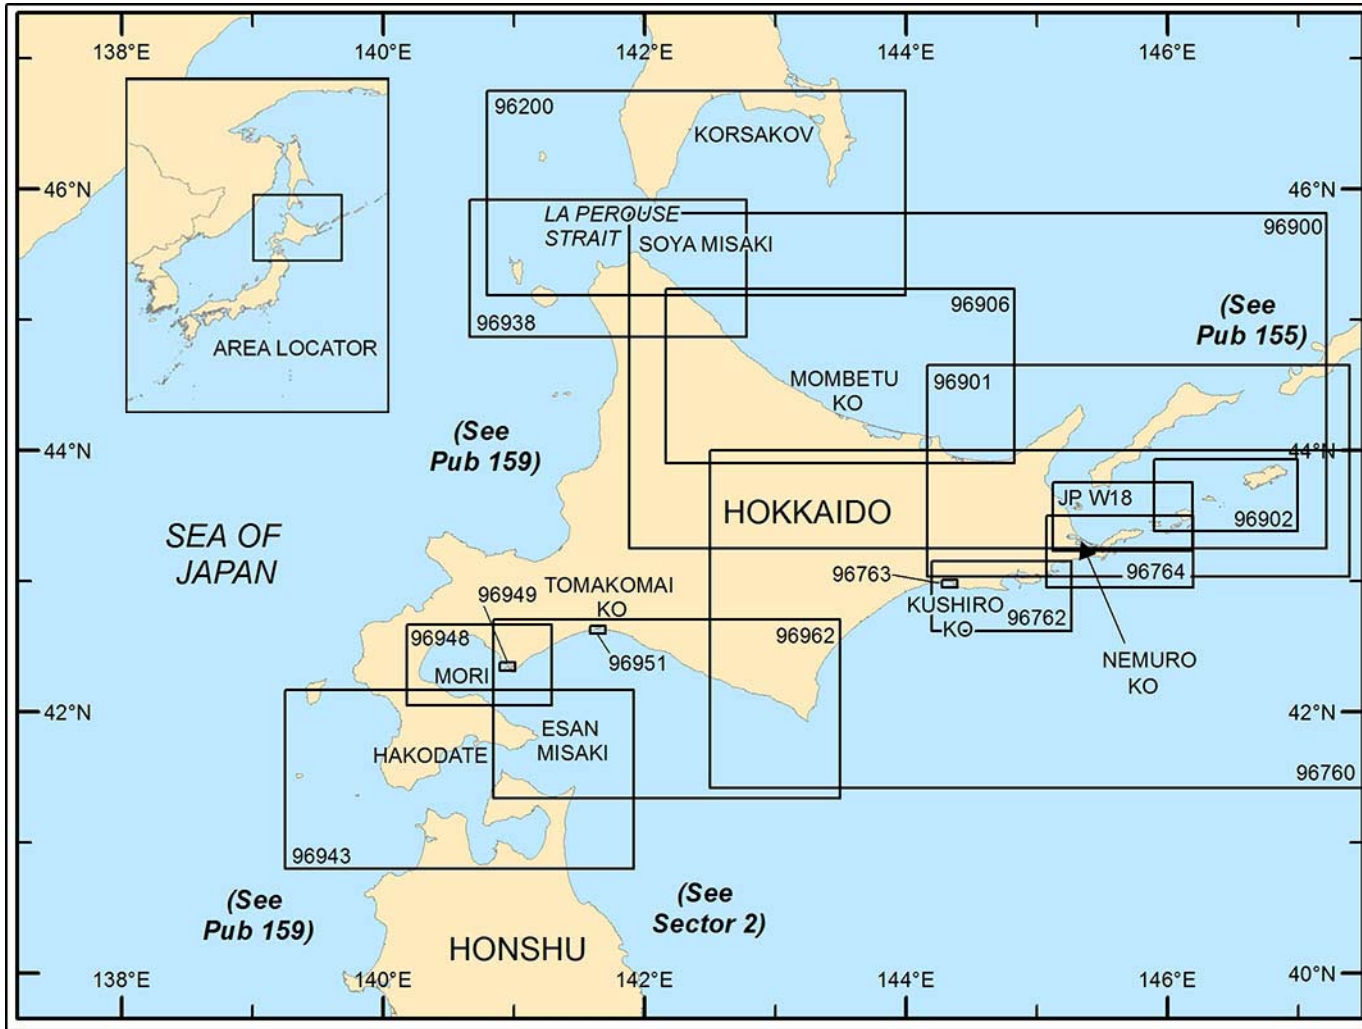 138°E
140°E
142°E
144°E
146°E
96200
KORSAKOV
46°N
46°N
LA PEROUSE
STRAIT
SOYA MISAKI
96900
96938
96906
(See
Pub 155)
AREA LOCATOR
MOMBETU
KO
96901
(See
Pub 159)
44°N
44°N
JP W18
HOKKAIDO
96902
SEA OF
JAPAN
96763
96764
96949
TOMAKOMAI
KO
KUSHIRO
KO
96762
96948
96962
96951
MORI
NEMURO
KO
42°N
42°N
ESAN
MISAKI
HAKODATE
96760
96943
(See
Pub 159)
(See
Sector 2)
HONSHU
138°E
140°E
142°E
144°E
146°E
40°N